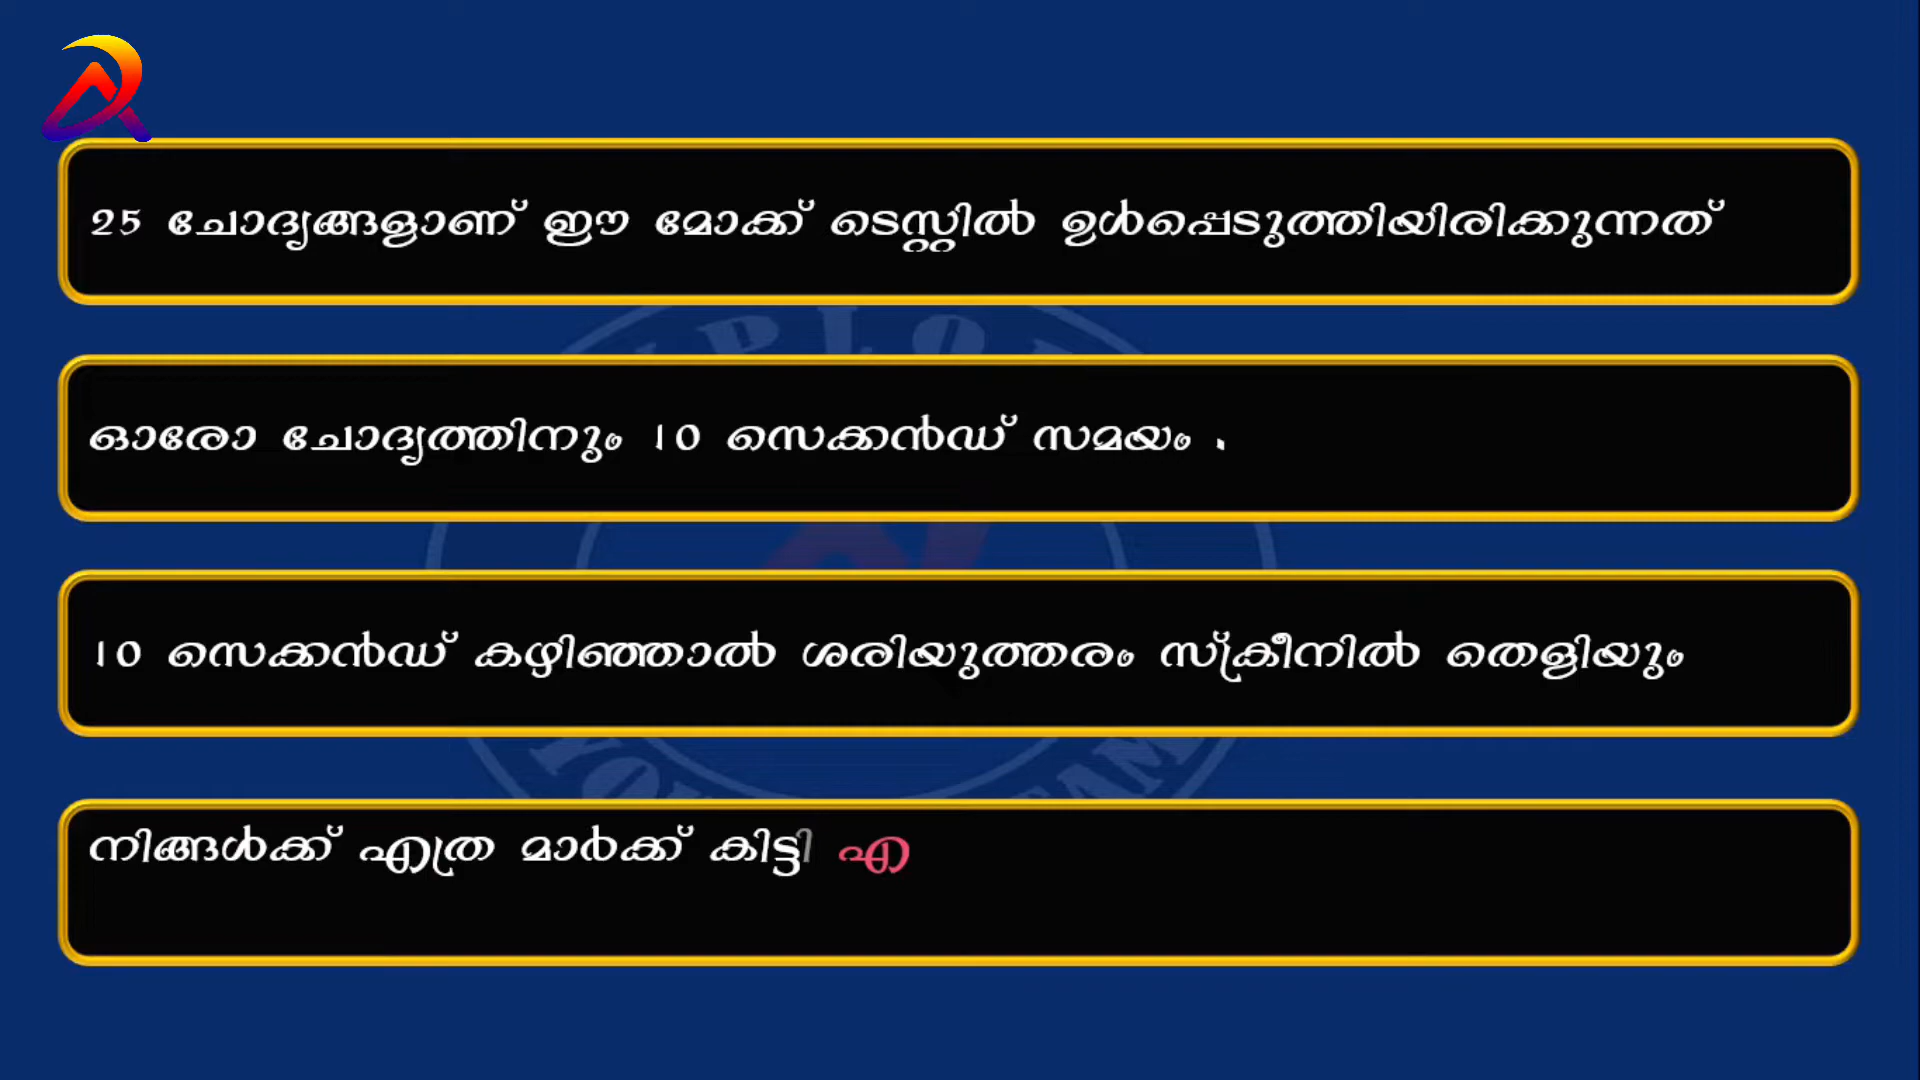 25 ചോദ്യങ്ങളാണ് ഈ മോക്ക് ടെസ്റ്റിൽ ഉൾപ്പെടുത്തിയിരിക്കുന്നത്
ഓരോ ചോദ്യത്തിനും 10 സെക്കൻഡ് സമയം .
10 സെക്കൻഡ് കഴിഞ്ഞാൽ ശരിയുത്തരം സ്ക്രീനിൽ തെളിയും
നിങ്ങൾക്ക് എത്ര മാർക്ക് കിട്ടി എ